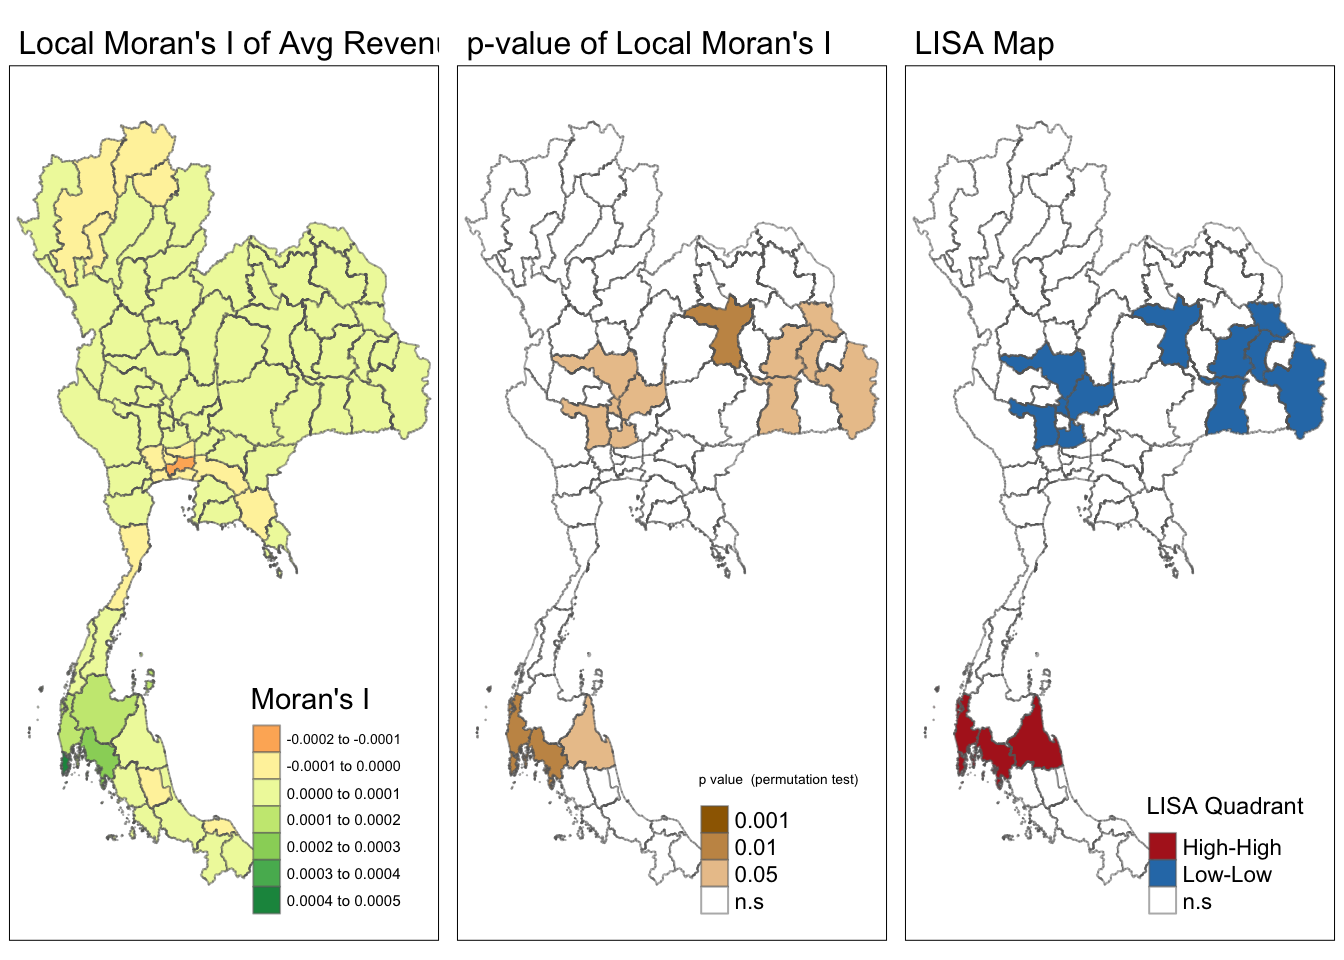 Local Moran's I of Avg Revenu
p-value of Local Moran's I
LISA Map
Moran's I
-0.0002 to -0.0001
-0.0001 to 0.0000
0.0000 to 0.0001
0.0001 to 0.0002
0.0002 to 0.0003
0.0003 to 0.0004
0.0004 to 0.0005
p value (permutation test)
0.001
0.01
0.05
n.s
LISA Quadrant
High-High
Low-Low
n.s